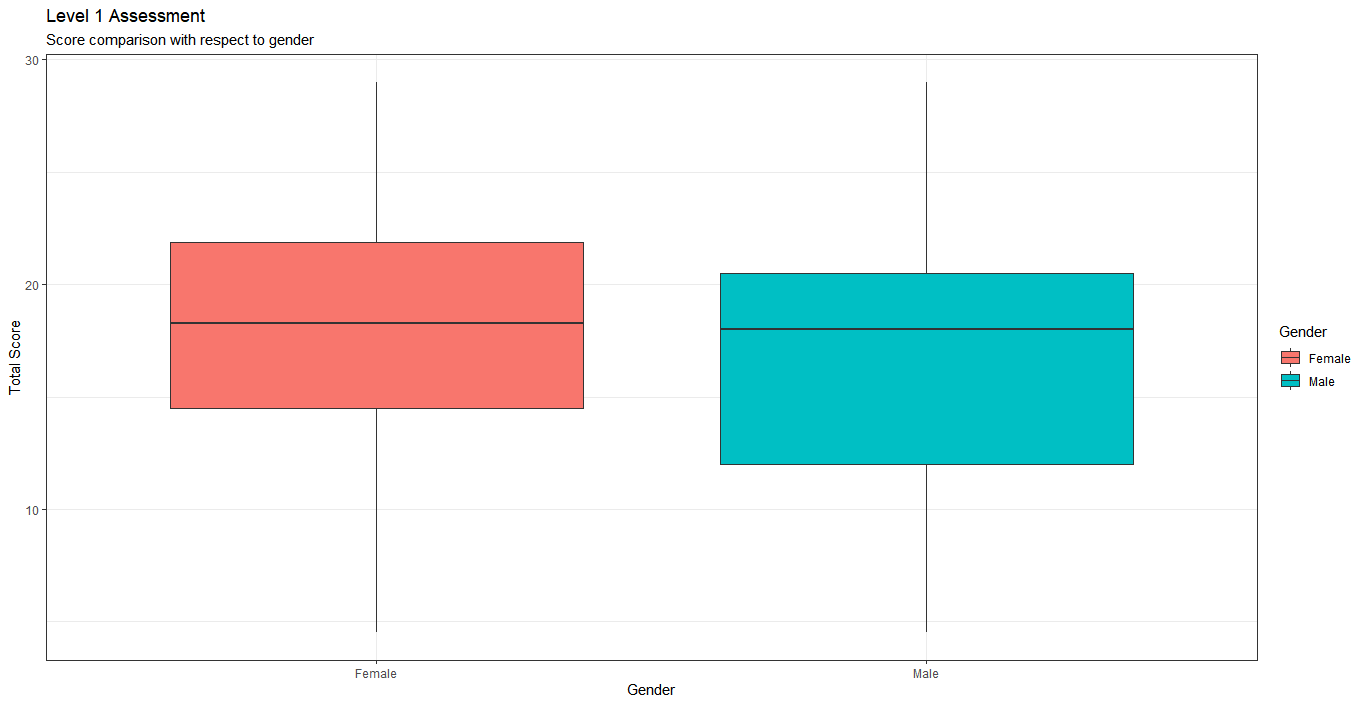 Level 1 Assessment
Score comparison with respect to gender
30
20
10
Total Score
Female
Male
Gender
Gender
Female
Male